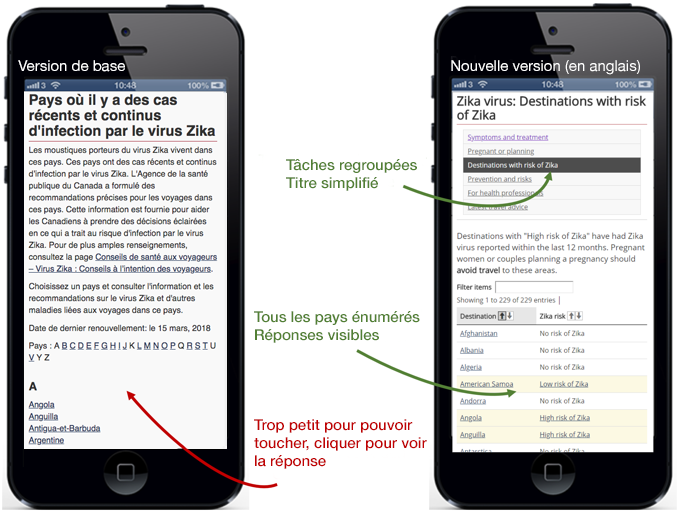 Version de base
3 10:48 100%
Pays où il y a des cas
récents et continus
d'infection par le virus Zika
Les moustiques porteurs du virus Zika vivent dans
ces pays. Ces pays ont des cas récents et continus
d'infection par le virus Zika. L'Agence de la santé
publique du Canada a formulé des
recommandations précises pour les voyages dans
ces pays. Cette information est fournie pour aider
les Canadiens à prendre des décisions éclairées
en ce qui a trait au risque d'infection par le virus
Zika. Pour de plus amples renseignements,
consultez la page Conseils de santé aux voyageurs
– Virus Zika : Conseils à l'intention des voyageurs.
Choisissez un pays et consulter l'information et les
recommandations sur le virus Zika et d'autres
maladies liées aux voyages dans ce pays.
Date de dernier renouvellement: le 15 mars, 2018
Pays : A B C D E F G H I J K L M N O P Q R S T U
V Y Z
A
Angola
Anguilla
Antigua-et-Barbuda
Argentine
Tâches regroupées
Titre simplifié
Tous les pays énumérés
Réponses visibles
Trop petit pour pouvoir
toucher, cliquer pour voir
la réponse
Nouvelle version (en anglais)
3 10:48 100%
Zika virus: Destinations with risk
of Zika
Symptoms and treatment
Pregnant or planning
Destinations with risk of Zika
Prevention and risks
For health professionals
Latest travel advice
Destinations with "High risk of Zika" have had Zika
virus reported within the last 12 months. Pregnant
women or couples planning a pregnancy should
avoid travel to these areas.
Filter items
Showing 1 to 229 of 229 entries |
Destination Zika risk
Afghanistan No risk of Zika
Albania No risk of Zika
Algeria No risk of Zika
American Samoa Low risk of Zika
Andorra No risk of Zika
Angola High risk of Zika
Anguilla High risk of Zika
Antarctica No risk of Zika